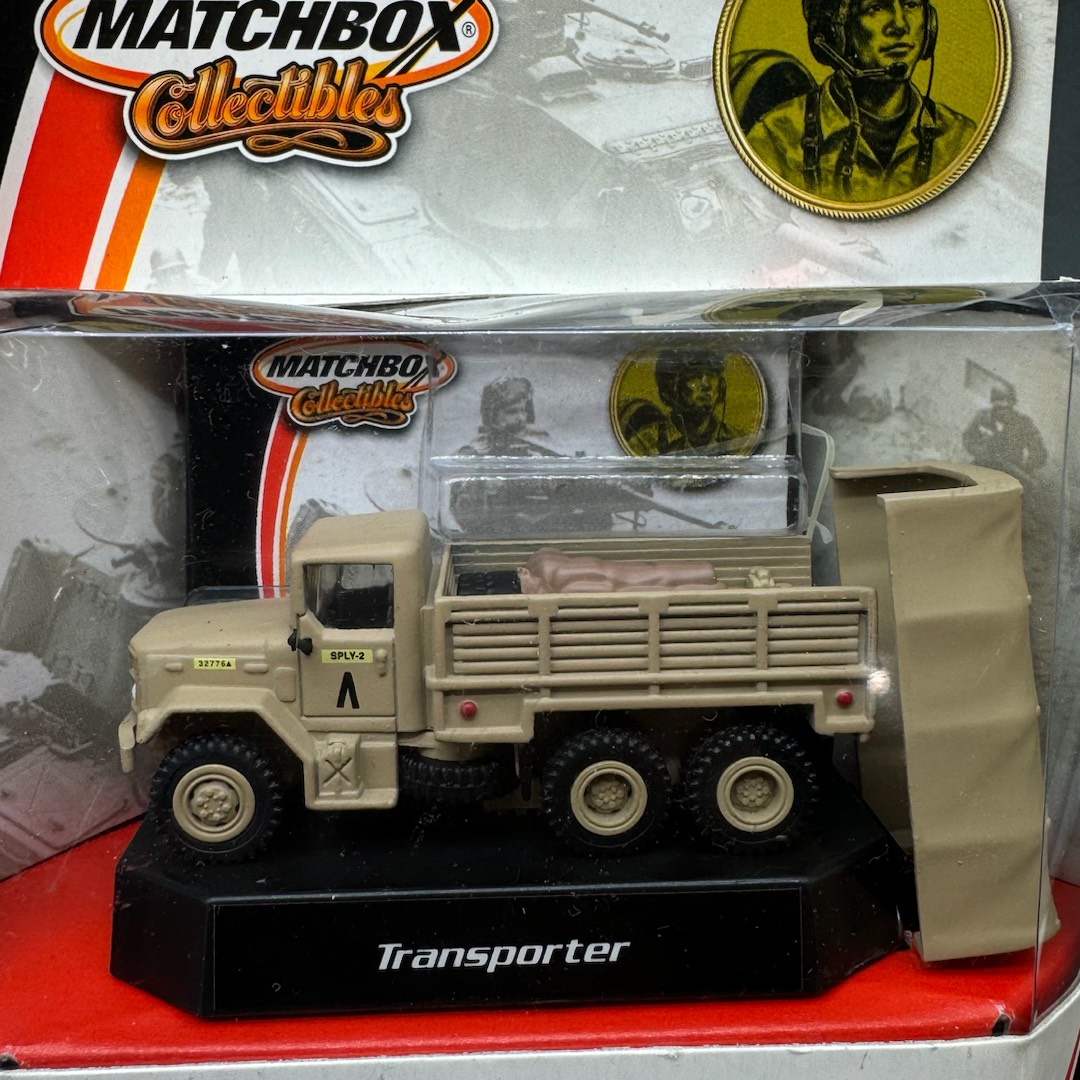 MATCHBOX®
Collectibles
MATCHBOX
Collectibles
SPLY-2
32776▲
Λ
Transporter